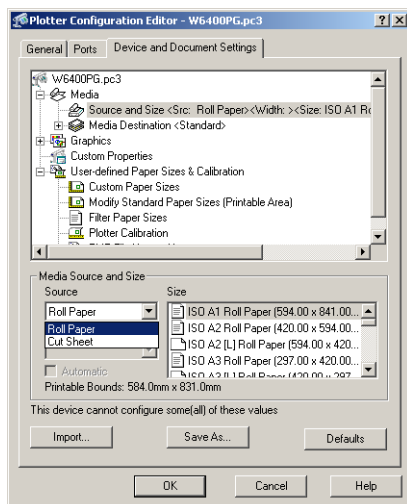 Plotter Configuration Editor - W6400PG.pc3
General Ports Device and Document Settings
W6400PG.pc3
Media
Source and Size <Src: Roll Paper><Width: ><Size: ISO A1 Ro
Media Destination <Standard>
Graphics
Custom Properties
User-defined Paper Sizes & Calibration
Custom Paper Sizes
Modify Standard Paper Sizes (Printable Area)
Filter Paper Sizes
Plotter Calibration
Media Source and Size
Source Size
Roll Paper
Roll Paper
Cut Sheet
ISO A1 Roll Paper (594.00 x 841.00...
ISO A2 Roll Paper (420.00 x 594.00...
ISO A2 [L] Roll Paper (594.00 x 420...
ISO A3 Roll Paper (297.00 x 420.00...
Automatic
Printable Bounds: 584.0mm x 831.0mm
This device cannot configure some(all) of these values
Import... Save As... Defaults
OK Cancel Help